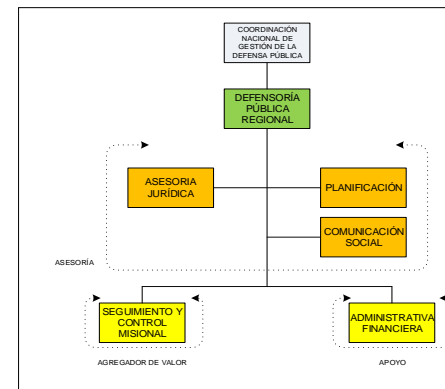 COORDINACIÓN
NACIONAL DE
GESTIÓN DE LA
DEFENSA PÚBLICA
DEFENSORÍA
PÚBLICA
REGIONAL
ASESORIA
JURÍDICA
PLANIFICACIÓN
COMUNICACIÓN
SOCIAL
ASESORÍA
SEGUIMIENTO Y
CONTROL
MISIONAL
ADMINISTRATIVA
FINANCIERA
AGREGADOR DE VALOR
APOYO